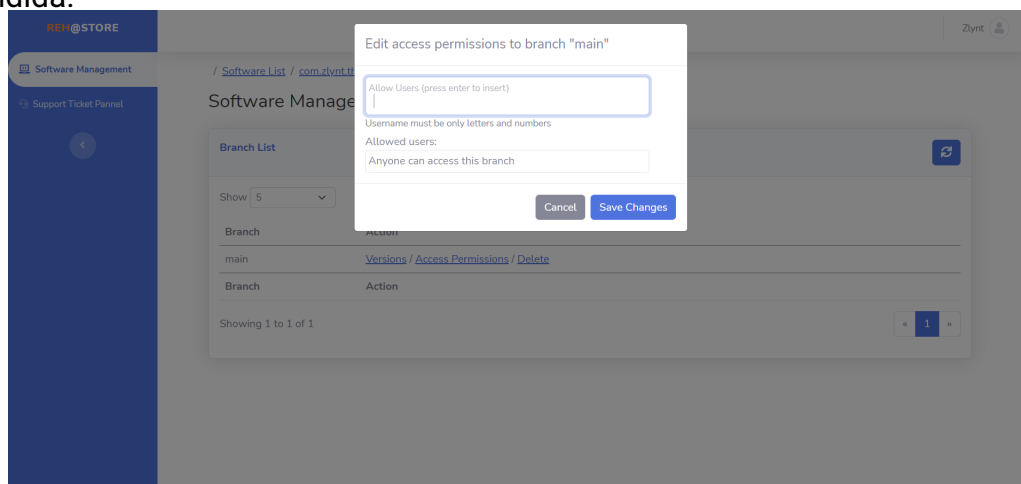 REH@STORE
Zlynt
Edit access permissions to branch "main"
Software Management
/ Software List / com.zlynt.th
Allow Users (press enter to insert)
Support Ticket Pannel
Software Manage
Username must be only letters and numbers
Allowed users:
Branch List
Anyone can access this branch
Show 5
Cancel Save Changes
Branch Action
main Versions / Access Permissions / Delete
Branch Action
Showing 1 to 1 of 1
« 1 »